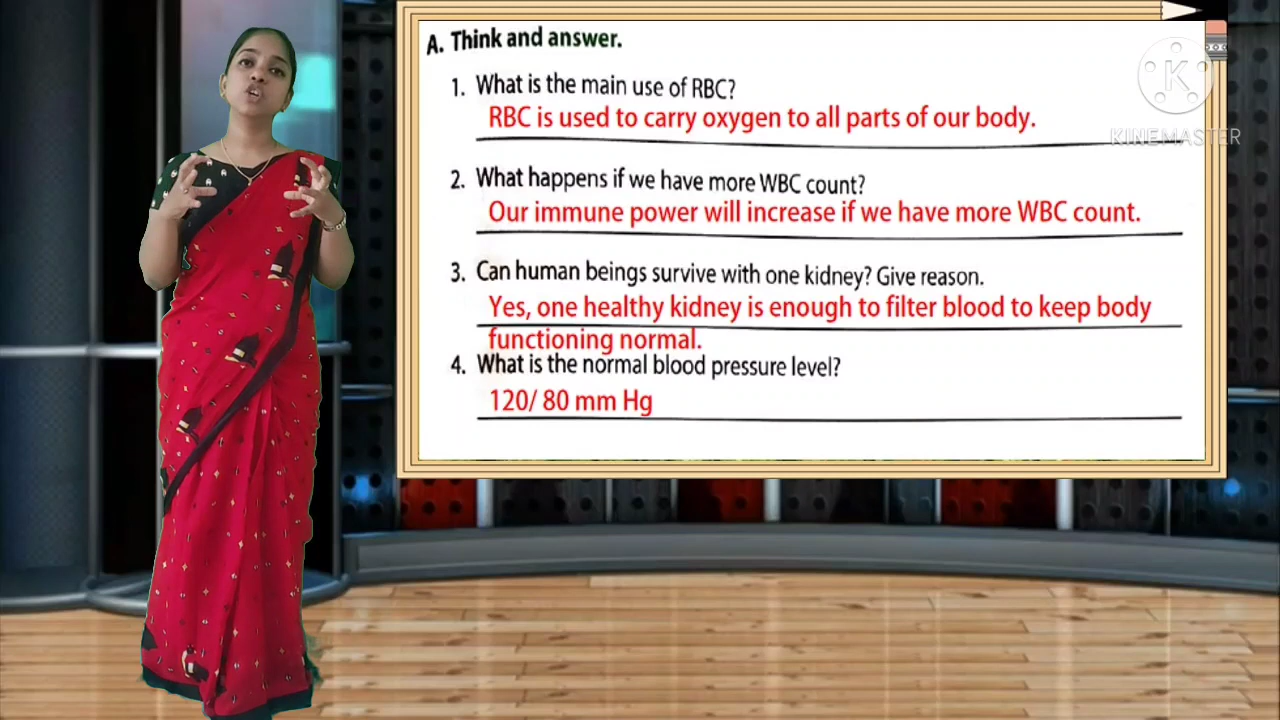 A. Think and answer.
1. What is the main use of RBC?
RBC is used to carry oxygen to all parts of our body.
KINEMASTER
2. What happens if we have more WBC count?
Our immune power will increase if we have more WBC count.
3. Can human beings survive with one kidney? Give reason.
Yes, one healthy kidney is enough to filter blood to keep body
functioning normal.
4. What is the normal blood pressure level?
120/ 80 mm Hg